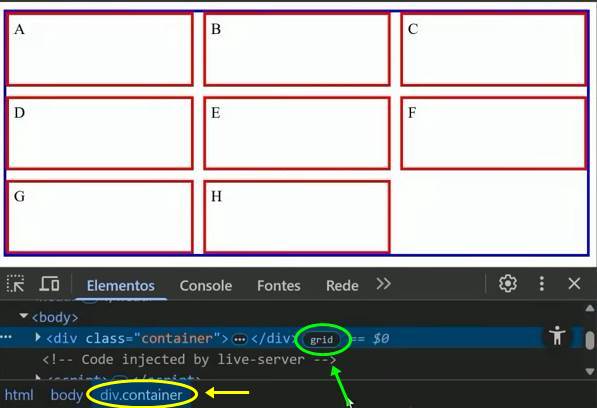 A B C
D E F
G H
Elementos Console Fontes Rede
<body>
<div class="container"> </div> grid == $0
<!-- Code injected by live-server -->
html body div.container